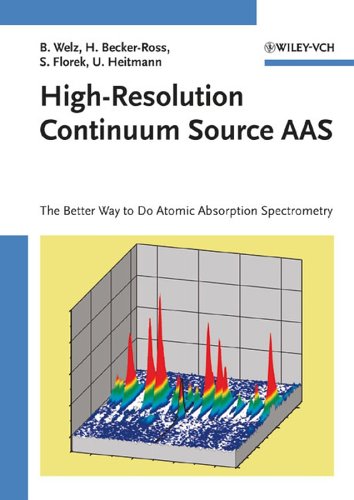 B. Welz, H. Becker-Ross,
S. Florek, U. Heitmann
WILEY-VCH
High-Resolution
Continuum Source AAS
The Better Way to Do Atomic Absorption Spectrometry